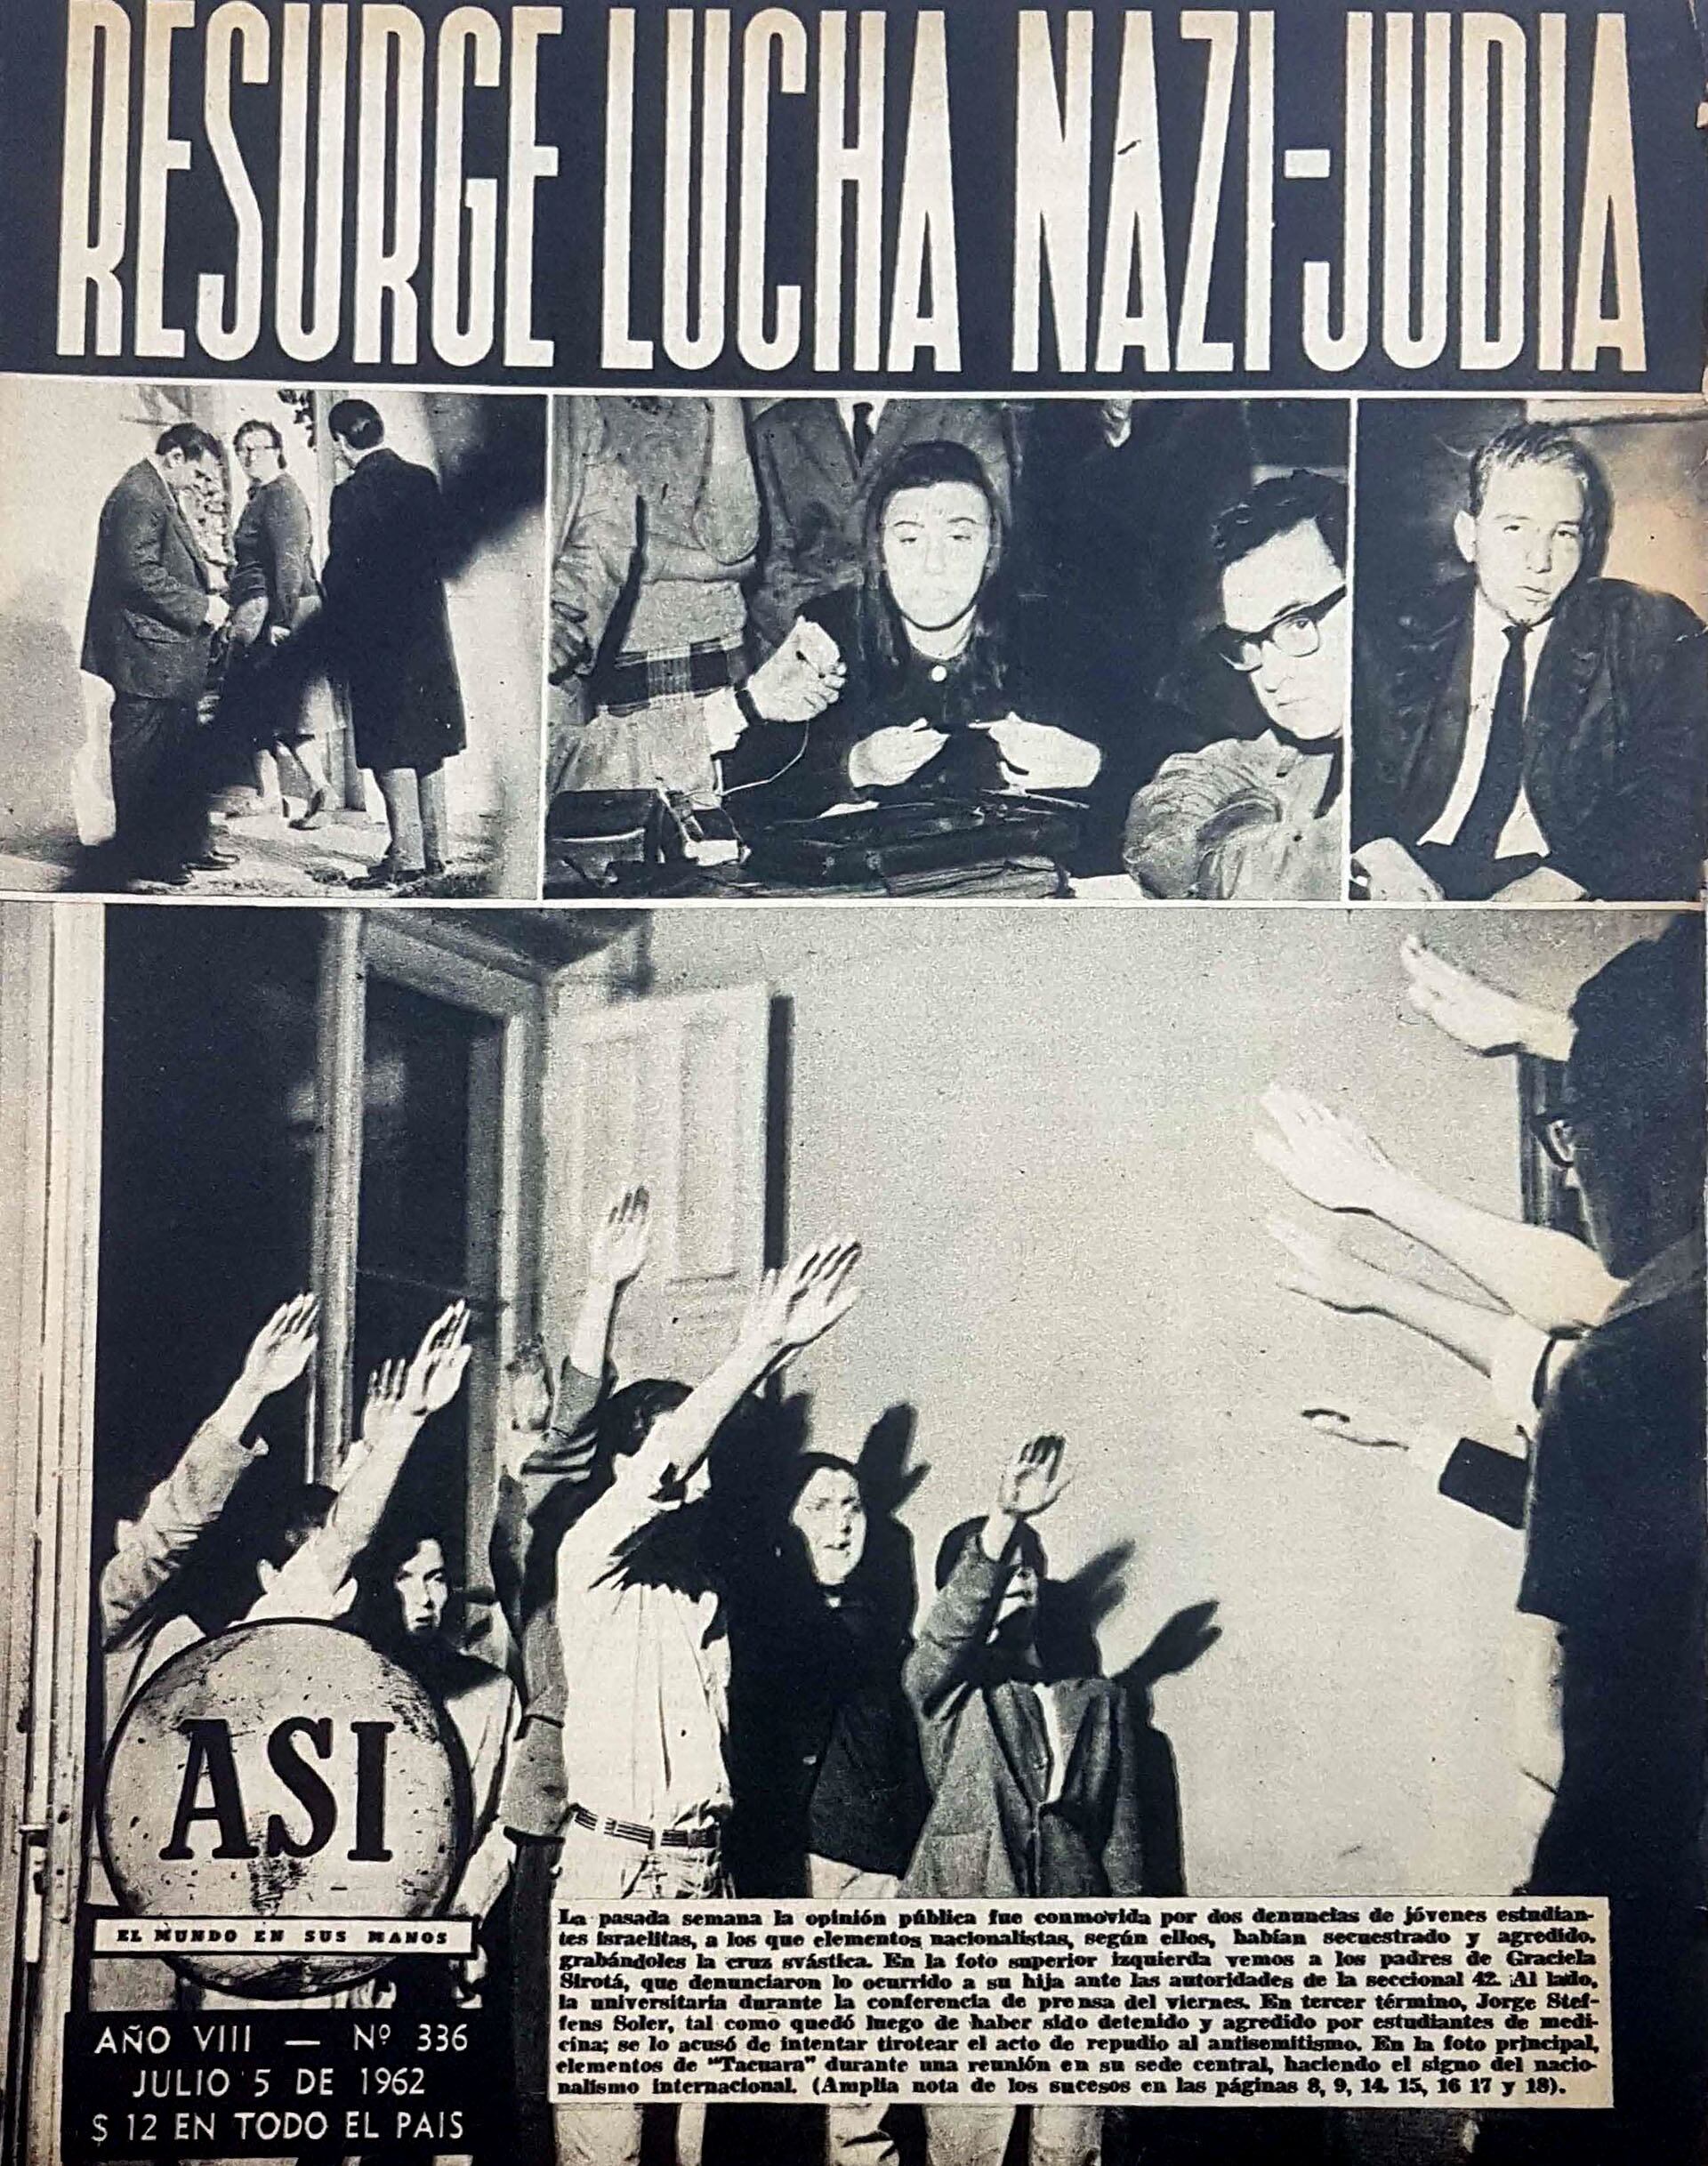 RESURGE LUCHA NAZI-JUDIA
ASI
EL MUNDO EN SUS MANOS
AÑO VIII — Nº 336
JULIO 5 DE 1962
$ 12 EN TODO EL PAIS
La pasada semana la opinión pública fue conmovida por dos denuncias de jóvenes estudian-
tes israelitas, a los que elementos nacionalistas, según ellos, habían secuestrado y agredido,
grabándoles la cruz svástica. En la foto superior izquierda vemos a los padres de Graciela
Sirotá, que denunciaron lo ocurrido a su hija ante las autoridades de la seccional 42. Al lado,
la universitaria durante la conferencia de prensa del viernes. En tercer término, Jorge Stef-
fens Soler, tal como quedó luego de haber sido detenido y agredido por estudiantes de medi-
cina; se lo acusó de intentar tirotear el acto de repudio al antisemitismo. En la foto principal,
elementos de "Tacuara" durante una reunión en su sede central, haciendo el signo del nacio-
nalismo internacional. (Amplia nota de los sucesos en las páginas 8, 9, 14, 15, 16 17 y 18).